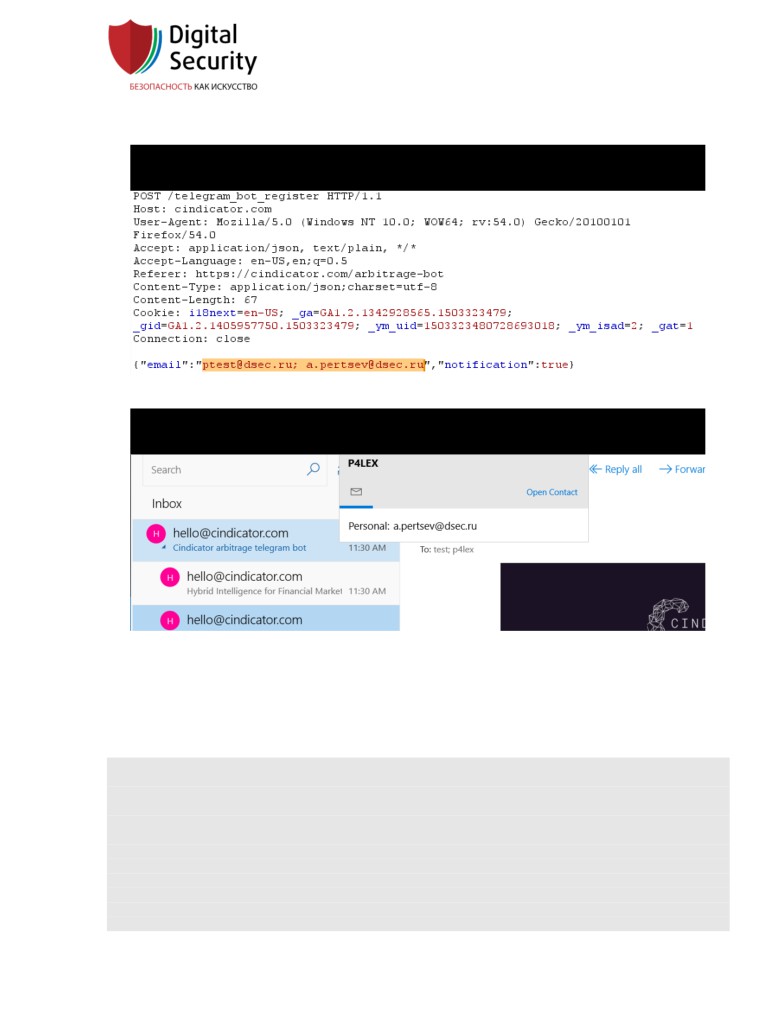 Digital
Security
БЕЗОПАСНОСТЬ КАК ИСКУССТВО
POST /telegram_bot_register HTTP/1.1
Host: cindicator.com
User-Agent: Mozilla/5.0 (Windows NT 10.0; WOW64; rv:54.0) Gecko/20100101
Firefox/54.0
Accept: application/json, text/plain, */*
Accept-Language: en-US,en;q=0.5
Referer: https://cindicator.com/arbitrage-bot
Content-Type: application/json;charset=utf-8
Content-Length: 67
Cookie: i18next=en-US; _ga=GA1.2.1342928565.1503323479;
_gid=GA1.2.1405957750.1503323479; _ym_uid=1503323480728693018; _ym_isad=2; _gat=1
Connection: close
{"email":"ptest@dsec.ru; a.pertsev@dsec.ru","notification":true}
P4LEX
Search
Reply all
Forwar
Open Contact
Inbox
Personal: a.pertsev@dsec.ru
H
hello@cindicator.com
Cindicator arbitrage telegram bot 11:30 AM
To: test; p4lex
H
hello@cindicator.com
Hybrid Intelligence for Financial Market 11:30 AM
H
hello@cindicator.com
CIND